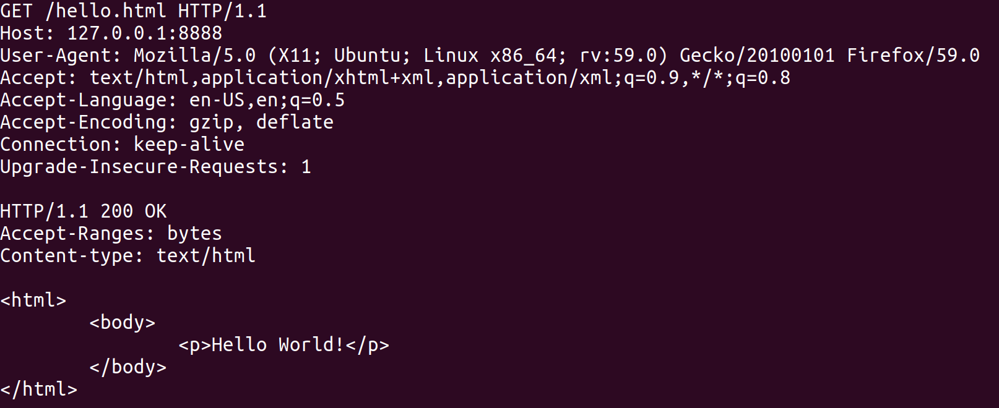 GET /hello.html HTTP/1.1
Host: 127.0.0.1:8888
User-Agent: Mozilla/5.0 (X11; Ubuntu; Linux x86_64; rv:59.0) Gecko/20100101 Firefox/59.0
Accept: text/html,application/xhtml+xml,application/xml;q=0.9,*/*;q=0.8
Accept-Language: en-US,en;q=0.5
Accept-Encoding: gzip, deflate
Connection: keep-alive
Upgrade-Insecure-Requests: 1

HTTP/1.1 200 OK
Accept-Ranges: bytes
Content-type: text/html

<html>
        <body>
                <p>Hello World!</p>
        </body>
</html>